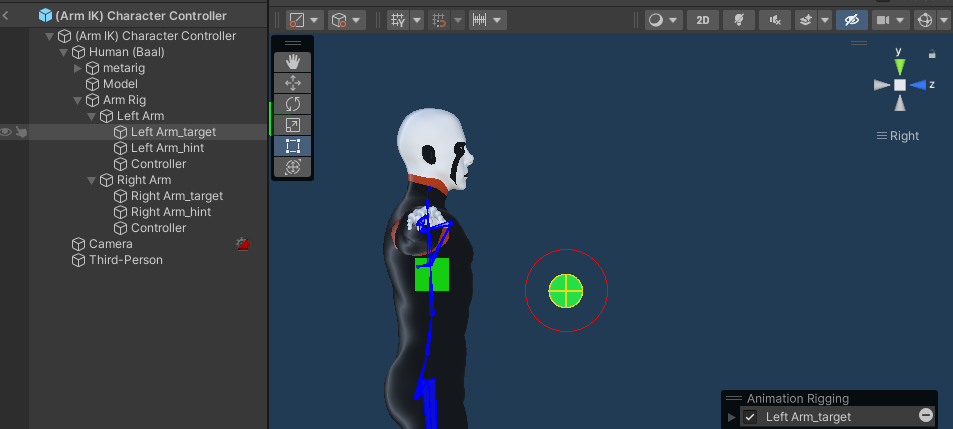 (Arm IK) Character Controller
(Arm IK) Character Controller
Human (Baal)
metarig
Model
Arm Rig
Left Arm
Left Arm_target
Left Arm_hint
Controller
Right Arm
Right Arm_target
Right Arm_hint
Controller
Camera
Third-Person
2D
y
z
Right
Animation Rigging
Left Arm_target